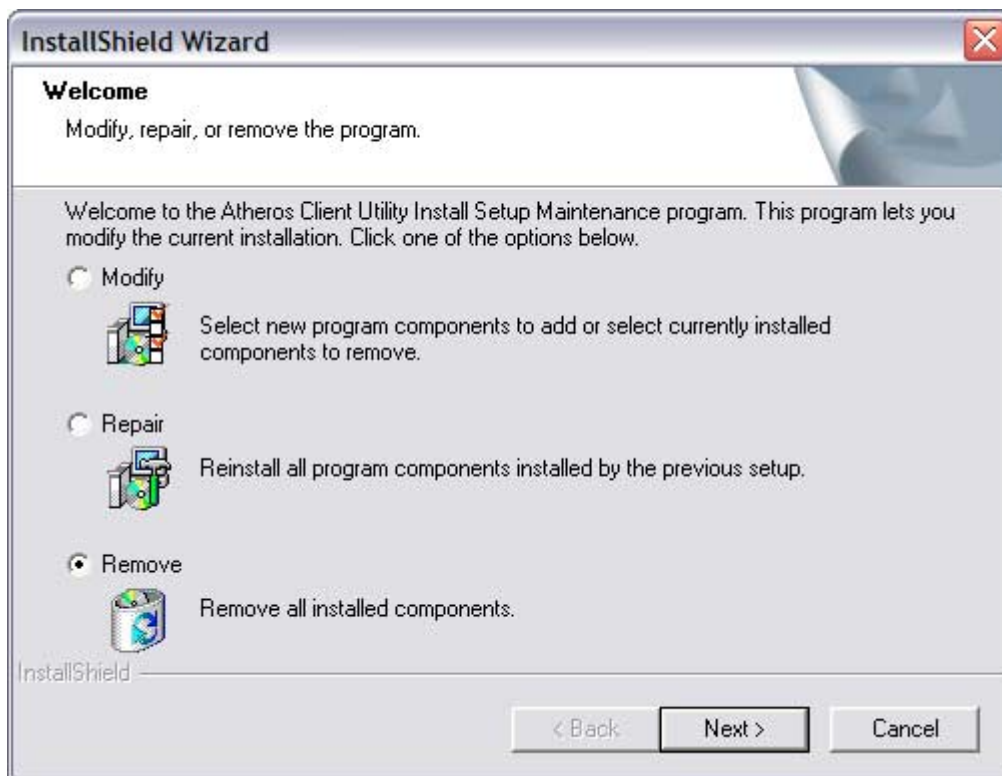 InstallShield Wizard
Welcome
Modify, repair, or remove the program.
Welcome to the Atheros Client Utility Install Setup Maintenance program. This program lets you
modify the current installation. Click one of the options below.
Modify
Select new program components to add or select currently installed
components to remove.
Repair
Reinstall all program components installed by the previous setup.
Remove
Remove all installed components.
InstallShield
< Back
Next >
Cancel